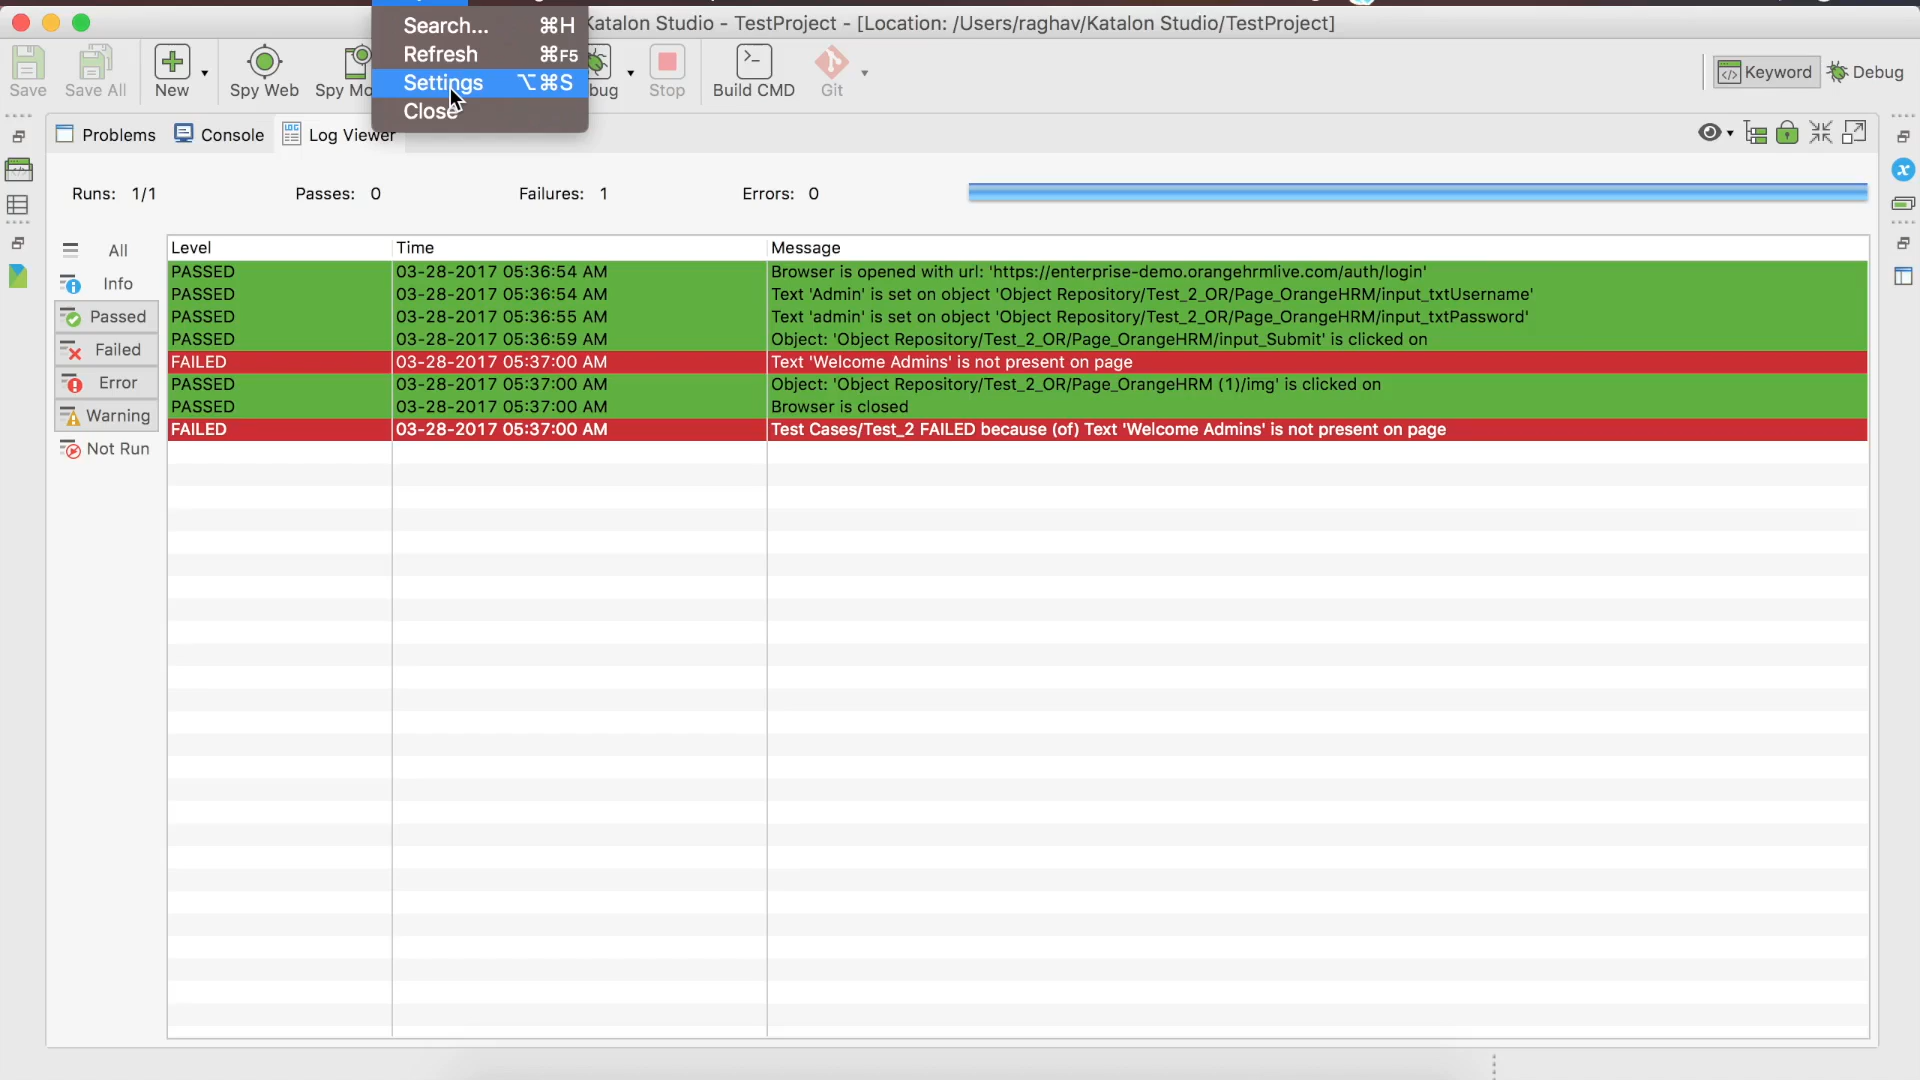 Search... ⌘H
Refresh ⌘F5
Settings ⌥⌘S
Close
Katalon Studio - TestProject - [Location: /Users/raghav/Katalon Studio/TestProject]
Save
Save All
New
Spy Web
Spy Mo
bug
Stop
Build CMD
Git
Keyword
Debug
Problems
Console
Log Viewer
Runs: 1/1
Passes: 0
Failures: 1
Errors: 0
All
Info
Passed
Failed
Error
Warning
Not Run
Level Time Message
PASSED 03-28-2017 05:36:54 AM Browser is opened with url: 'https://enterprise-demo.orangehrmlive.com/auth/login'
PASSED 03-28-2017 05:36:54 AM Text 'Admin' is set on object 'Object Repository/Test_2_OR/Page_OrangeHRM/input_txtUsername'
PASSED 03-28-2017 05:36:55 AM Text 'admin' is set on object 'Object Repository/Test_2_OR/Page_OrangeHRM/input_txtPassword'
PASSED 03-28-2017 05:36:59 AM Object: 'Object Repository/Test_2_OR/Page_OrangeHRM/input_Submit' is clicked on
FAILED 03-28-2017 05:37:00 AM Text 'Welcome Admins' is not present on page
PASSED 03-28-2017 05:37:00 AM Object: 'Object Repository/Test_2_OR/Page_OrangeHRM (1)/img' is clicked on
PASSED 03-28-2017 05:37:00 AM Browser is closed
FAILED 03-28-2017 05:37:00 AM Test Cases/Test_2 FAILED because (of) Text 'Welcome Admins' is not present on page